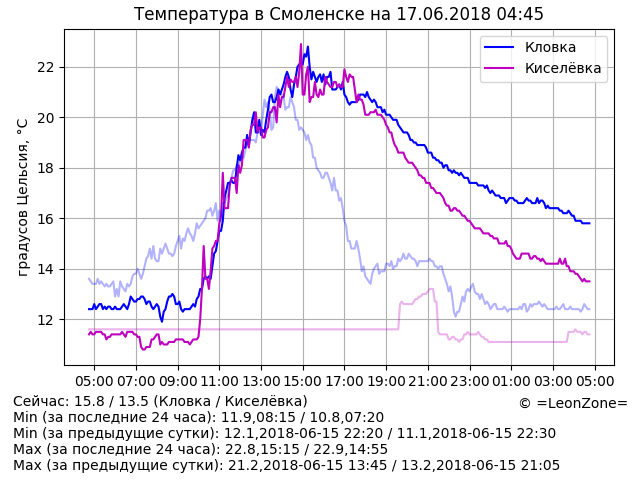 Температура в Смоленске на 17.06.2018 04:45
градусов Цельсия, °C
22
20
18
16
14
12
Кловка
Киселёвка
05:00 07:00 09:00 11:00 13:00 15:00 17:00 19:00 21:00 23:00 01:00 03:00 05:00
Сейчас: 15.8 / 13.5 (Кловка / Киселёвка)
© =LeonZone=
Min (за последние 24 часа): 11.9,08:15 / 10.8,07:20
Min (за предыдущие сутки): 12.1,2018-06-15 22:20 / 11.1,2018-06-15 22:30
Max (за последние 24 часа): 22.8,15:15 / 22.9,14:55
Max (за предыдущие сутки): 21.2,2018-06-15 13:45 / 13.2,2018-06-15 21:05